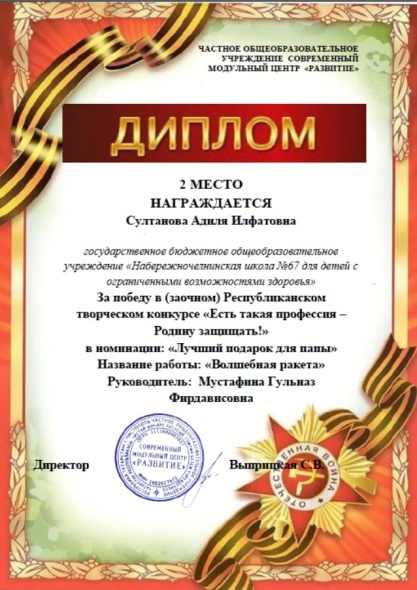 ЧАСТНОЕ ОБЩЕОБРАЗОВАТЕЛЬНОЕ
УЧРЕЖДЕНИЕ СОВРЕМЕННЫЙ
МОДУЛЬНЫЙ ЦЕНТР «РАЗВИТИЕ»
ДИПЛОМ
2 МЕСТО
НАГРАЖДАЕТСЯ
Султанова Адиля Илфатовна
государственное бюджетное общеобразовательное
учреждение «Набережночелнинская школа №67 для детей с
ограниченными возможностями здоровья»
За победу в (заочном) Республиканском
творческом конкурсе «Есть такая профессия –
Родину защищать!»
в номинации: «Лучший подарок для папы»
Название работы: «Волшебная ракета»
Руководитель: Мустафина Гульназ
Фирдависовна
СОВРЕМЕННЫЙ
МОДУЛЬНЫЙ ЦЕНТР
«РАЗВИТИЕ»
Директор Выприцкая С.В.
ОТЕЧЕСТВЕННАЯ ВОЙНА